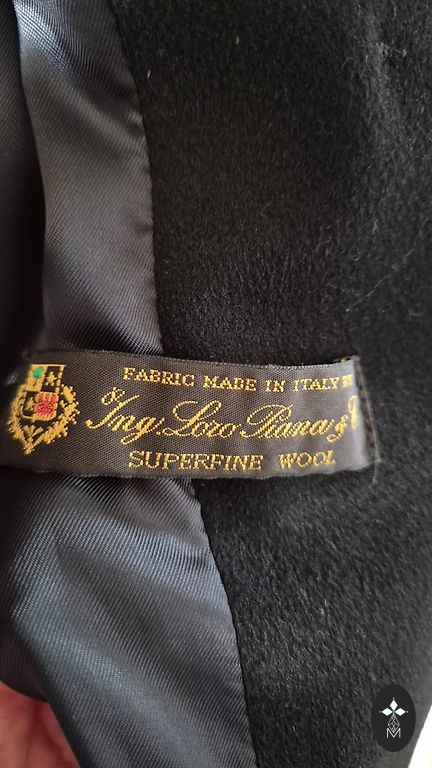 FABRIC MADE IN ITALY BY
Ing. Loro Piana & C
SUPERFINE WOOL
M